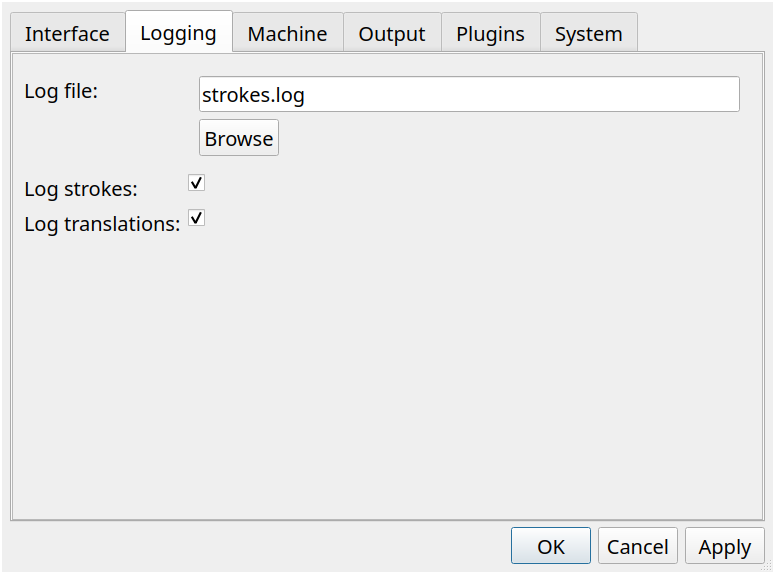 Interface Logging Machine Output Plugins System
Log file: strokes.log
Browse
Log strokes:
Log translations:
OK Cancel Apply